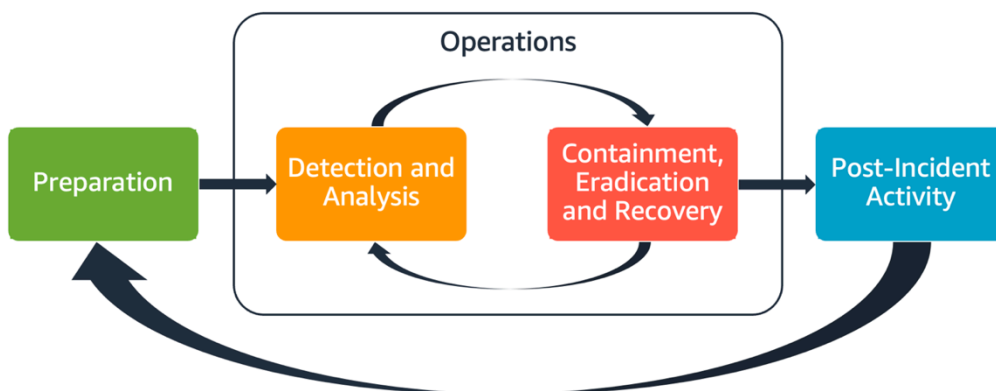 Operations
Preparation
Detection and
Analysis
Containment,
Eradication
and Recovery
Post-Incident
Activity